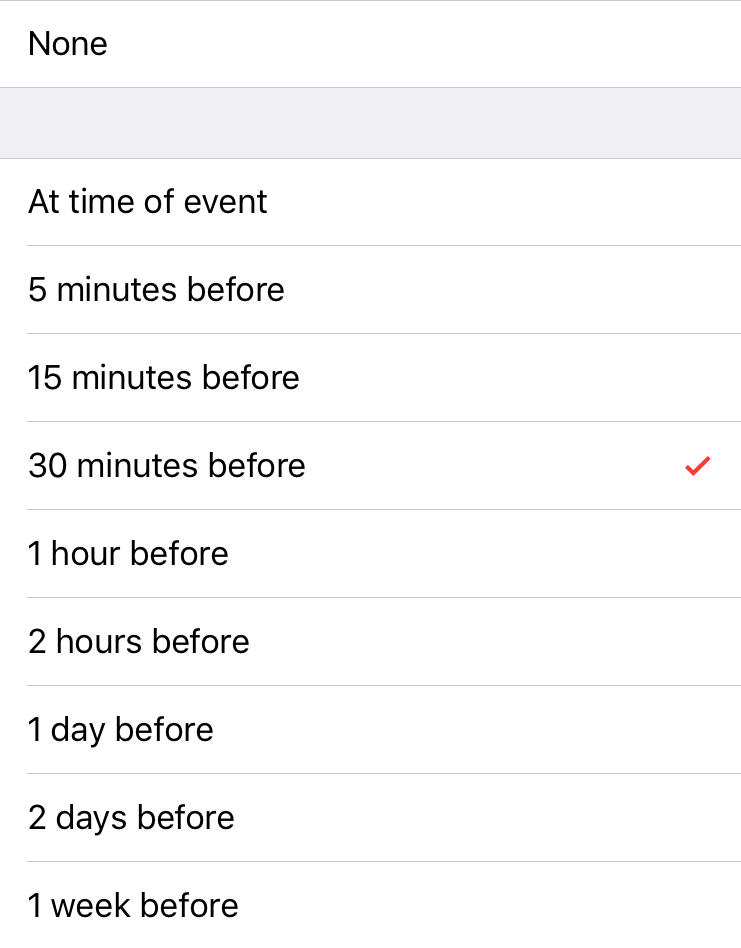 None
At time of event
5 minutes before
15 minutes before
30 minutes before
1 hour before
2 hours before
1 day before
2 days before
1 week before